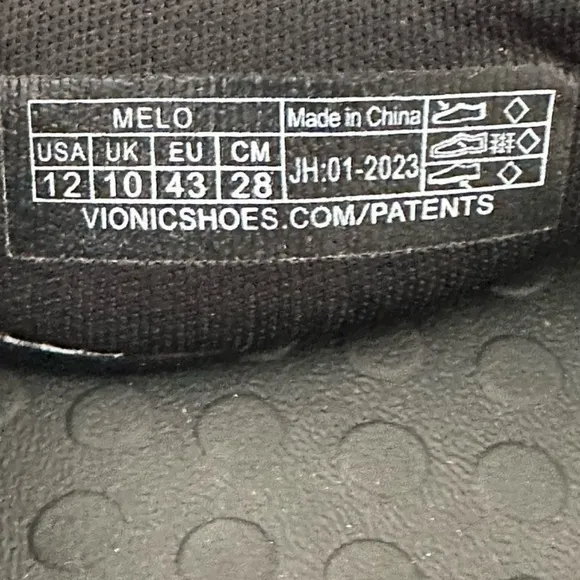 MELO Made in China
USA UK EU CM
12 10 43 28 JH:01-2023
VIONICSHOES.COM/PATENTS